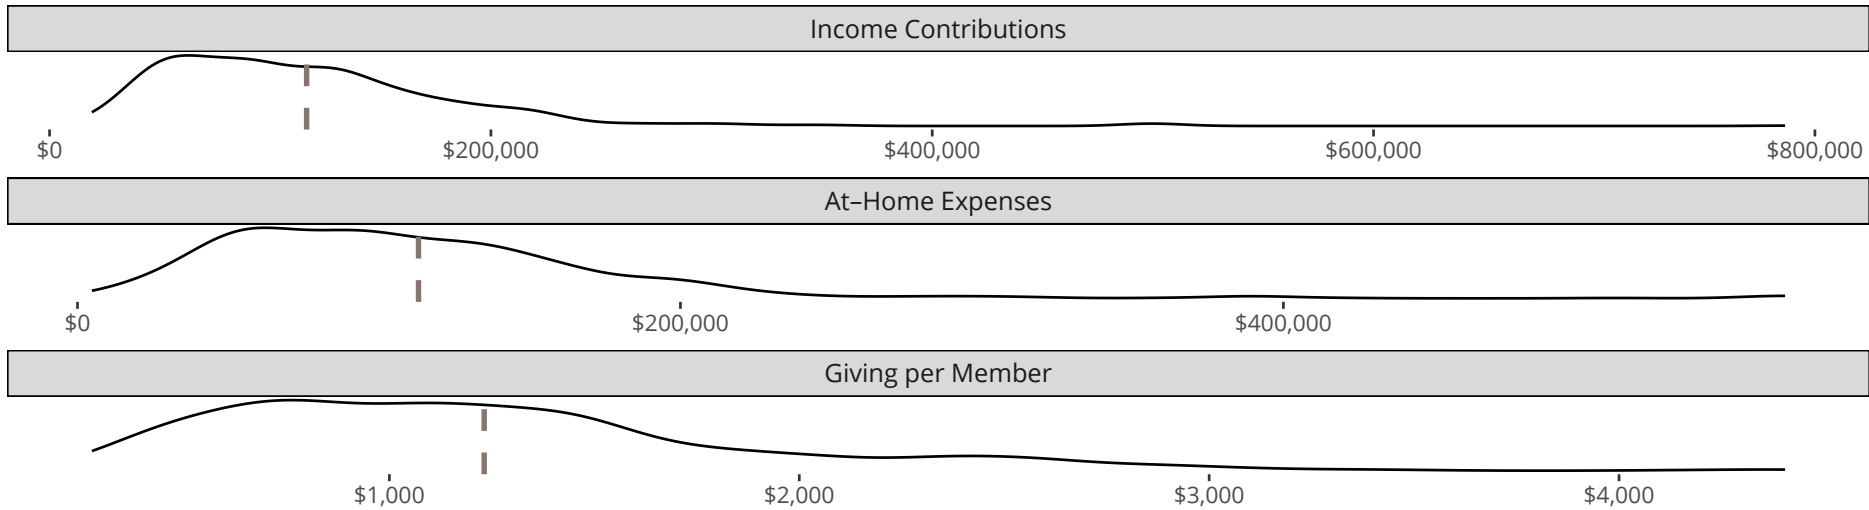 Income Contributions
$0 $200,000 $400,000 $600,000 $800,000
At–Home Expenses
$0 $200,000 $400,000
Giving per Member
$1,000 $2,000 $3,000 $4,000